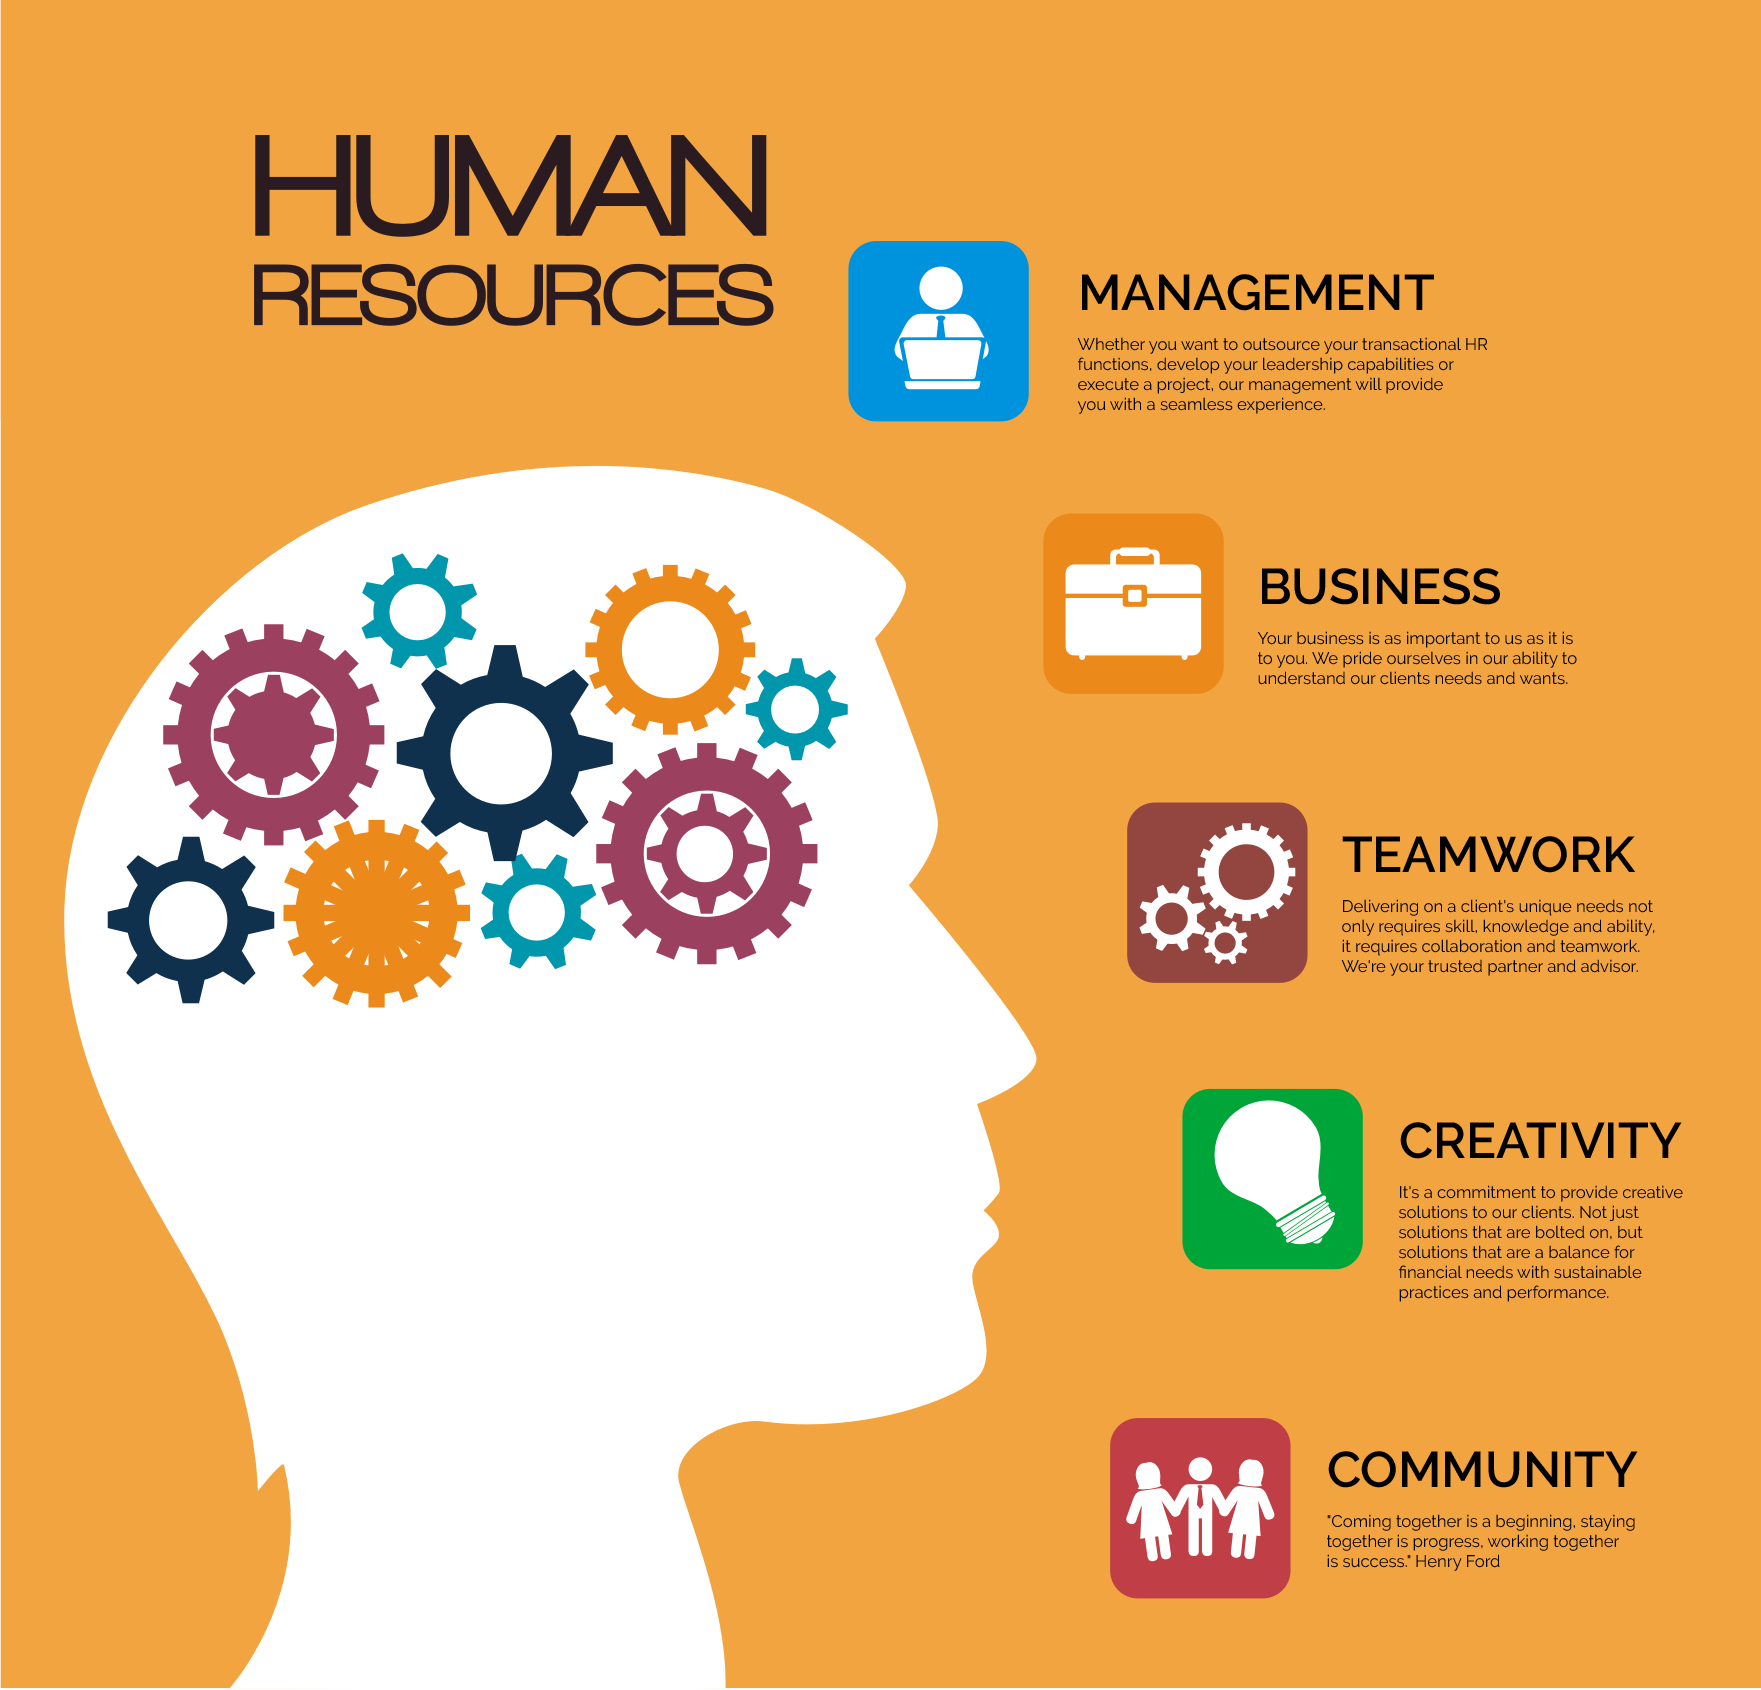 HUMAN
RESOURCES
MANAGEMENT
Whether you want to outsource your transactional HR
functions, develop your leadership capabilities or
execute a project, our management will provide
you with a seamless experience.
BUSINESS
Your business is as important to us as it is
to you. We pride ourselves in our ability to
understand our clients needs and wants.
TEAMWORK
Delivering on a client's unique needs not
only requires skill, knowledge and ability,
it requires collaboration and teamwork.
We're your trusted partner and advisor.
CREATIVITY
It's a commitment to provide creative
solutions to our clients. Not just
solutions that are bolted on, but
solutions that are a balance for
financial needs with sustainable
practices and performance.
COMMUNITY
"Coming together is a beginning, staying
together is progress, working together
is success." Henry Ford